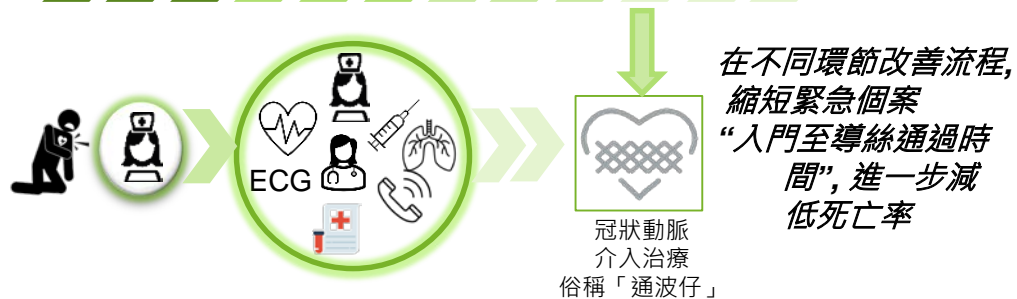 在不同環節改善流程,
縮短緊急個案
“入門至導絲通過時
間”, 進一步減
低死亡率
ECG
冠狀動脈
介入治療
俗稱「通波仔」